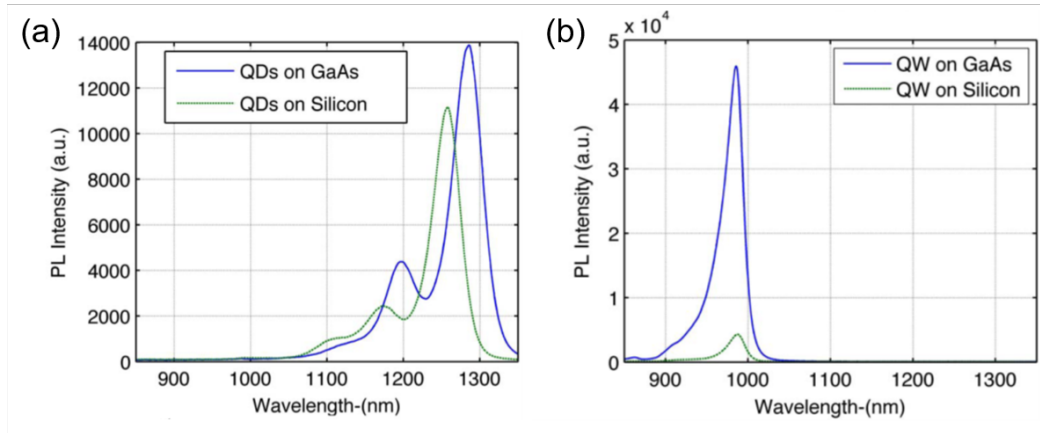 (a)
14000
12000
10000
8000
6000
4000
2000
0
PL Intensity (a.u.)
QDs on GaAs
QDs on Silicon
900 1000 1100 1200 1300
Wavelength-(nm)
(b)
5 x 10⁴
4
3
2
1
0
PL Intensity (a.u.)
QW on GaAs
QW on Silicon
900 1000 1100 1200 1300
Wavelength-(nm)